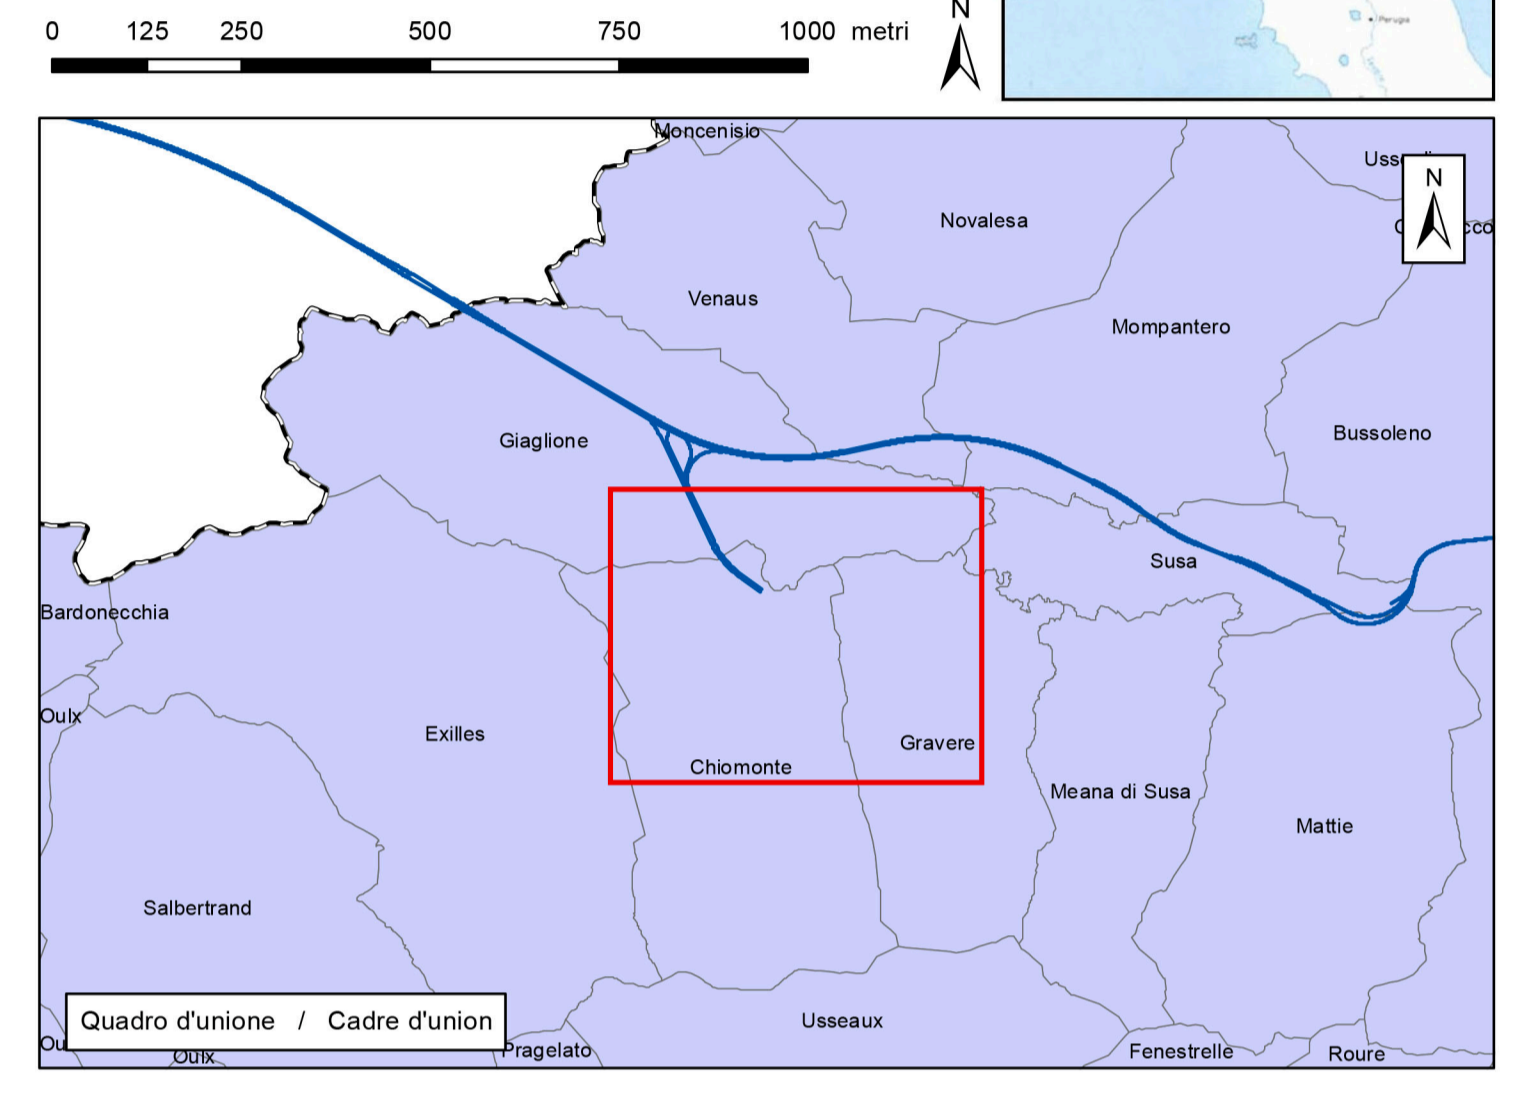 0 125 250 500 750 1000 metri
N
Perugia
Moncenisio
N
Novalesa
Venaus
Mompantero
Bussoleno
Giaglione
Susa
Bardonecchia
Oulx
Exilles
Gravere
Chiomonte
Meana di Susa
Mattie
Salbertrand
Quadro d'unione / Cadre d'union
Usseaux
Pragelato
Fenestrelle
Roure
Oulx